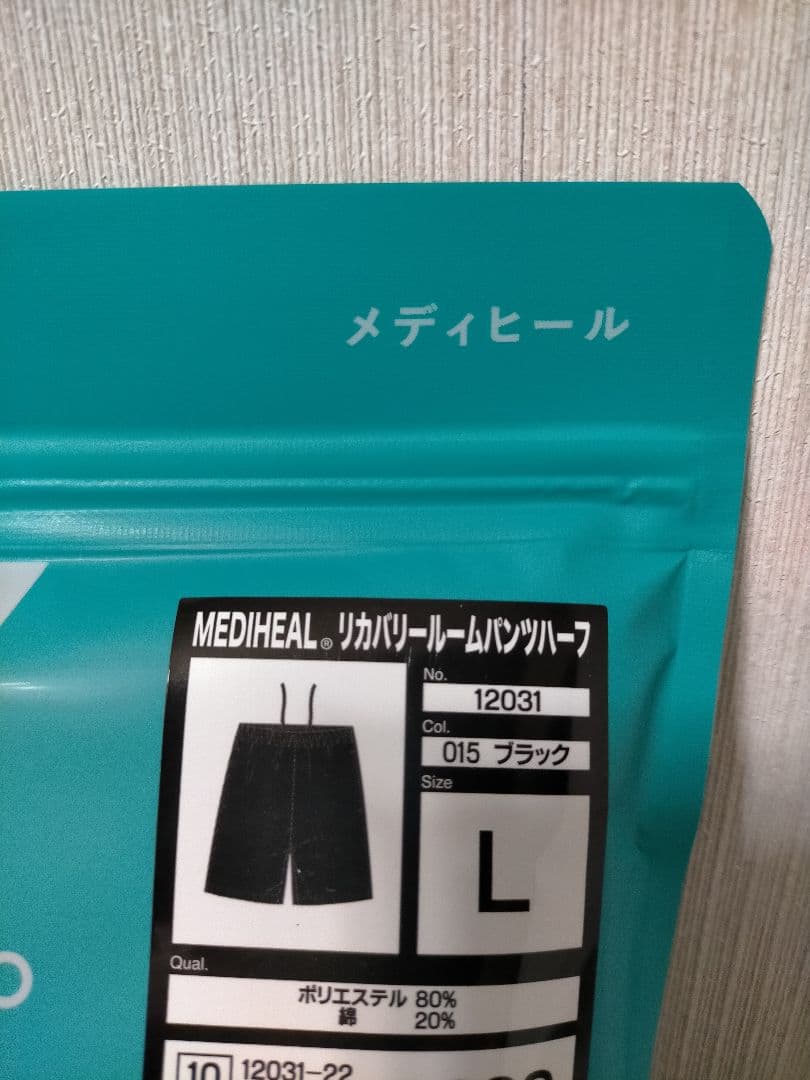 メディヒール
MEDIHEAL® リカバリールームパンツハーフ
No.
12031
Col.
015 ブラック
Size
L
Qual.
ポリエステル 80%
綿 20%
10 12031-22